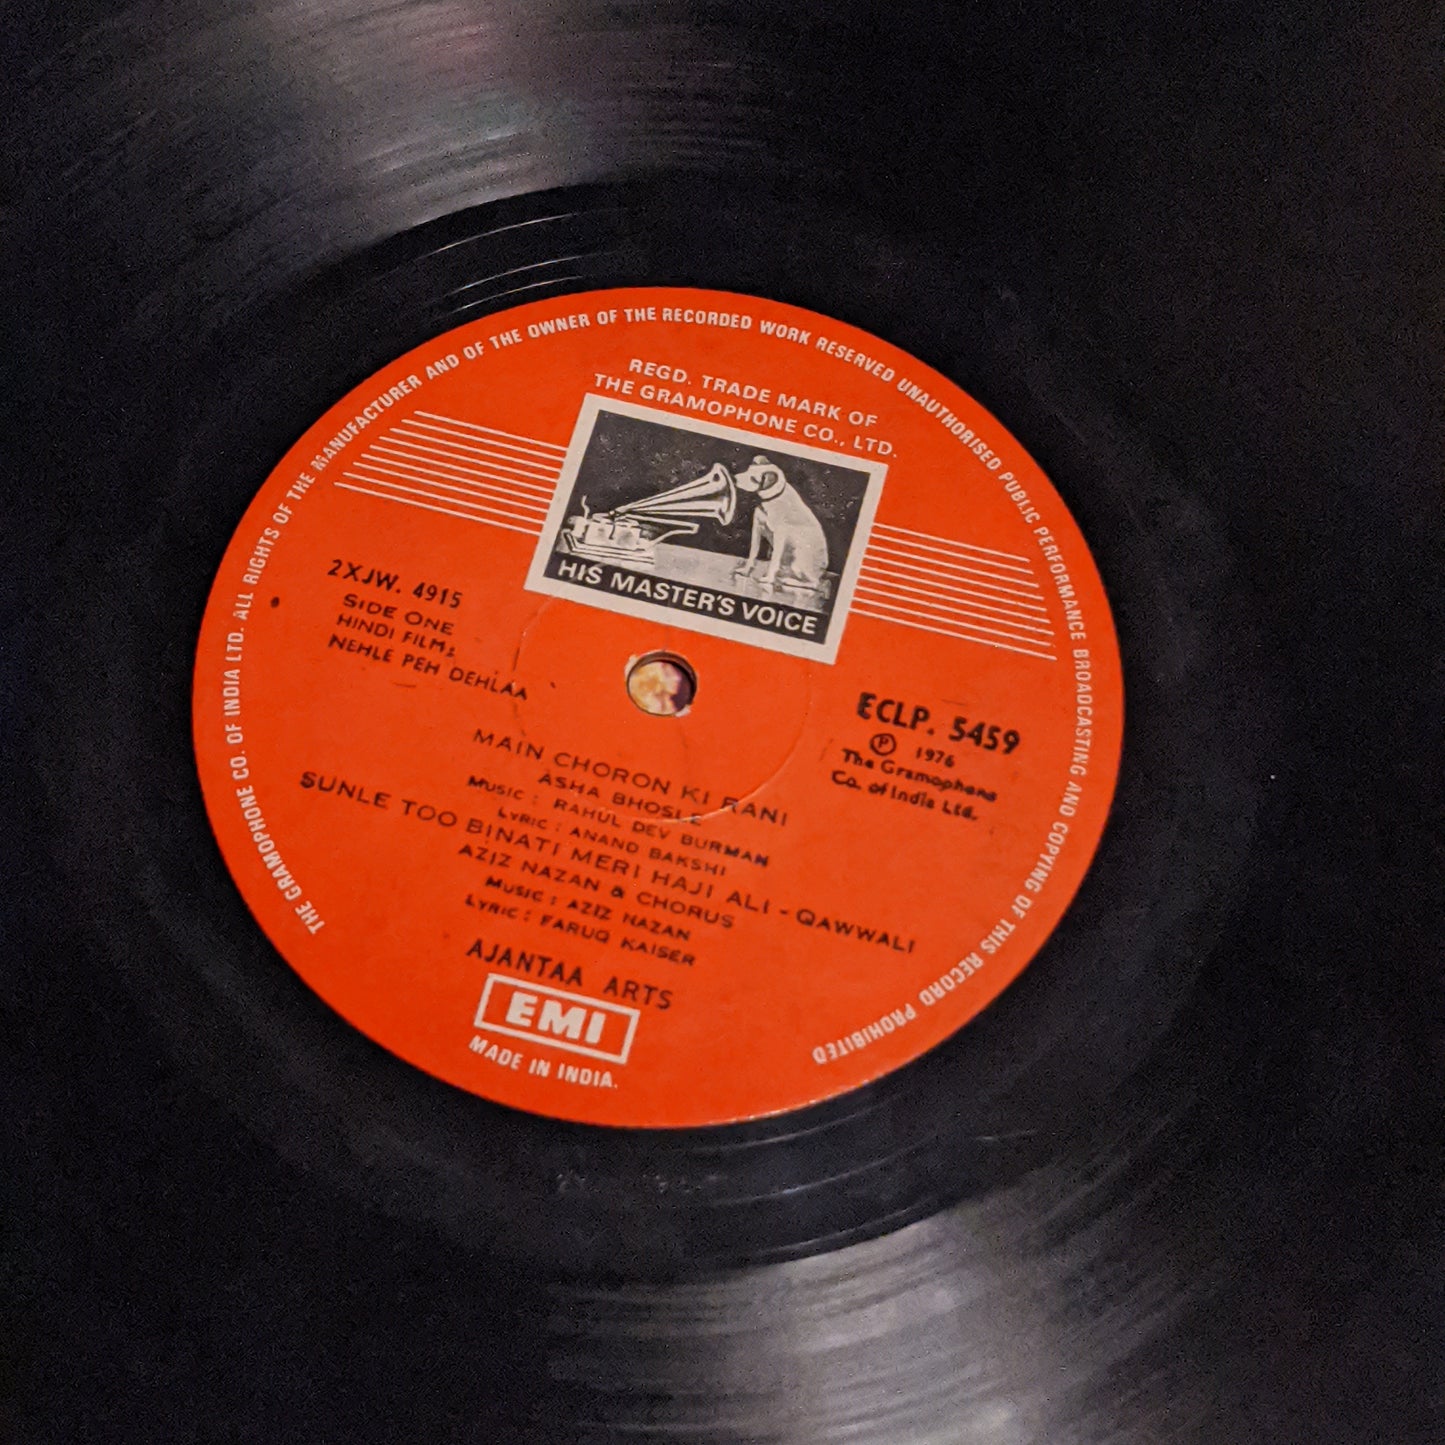 THE GRAMOPHONE CO. OF INDIA LTD. ALL RIGHTS OF THE MANUFACTURER AND OF THE OWNER OF THE RECORDED WORK RESERVED UNAUTHORISED PUBLIC PERFORMANCE BROADCASTING AND COPYING OF THIS RECORD PROHIBITED
REGD. TRADE MARK OF
THE GRAMOPHONE CO., LTD.
HIS MASTER'S VOICE
2XJW. 4915
SIDE ONE
HINDI FILM:
NEHLE PEH DEHLAA
ECLP. 5459
Ⓟ 1976
The Gramophone
Co. of India Ltd.
MAIN CHORON KI RANI
ASHA BHOSLE
MUSIC : RAHUL DEV BURMAN
LYRIC : ANAND BAKSHI
SUNLE TOO BINATI MERI HAJI ALI - QAWWALI
AZIZ NAZAN & CHORUS
MUSIC : AZIZ NAZAN
LYRIC : FARUQ KAISER
AJANTAA ARTS
EMI
MADE IN INDIA.